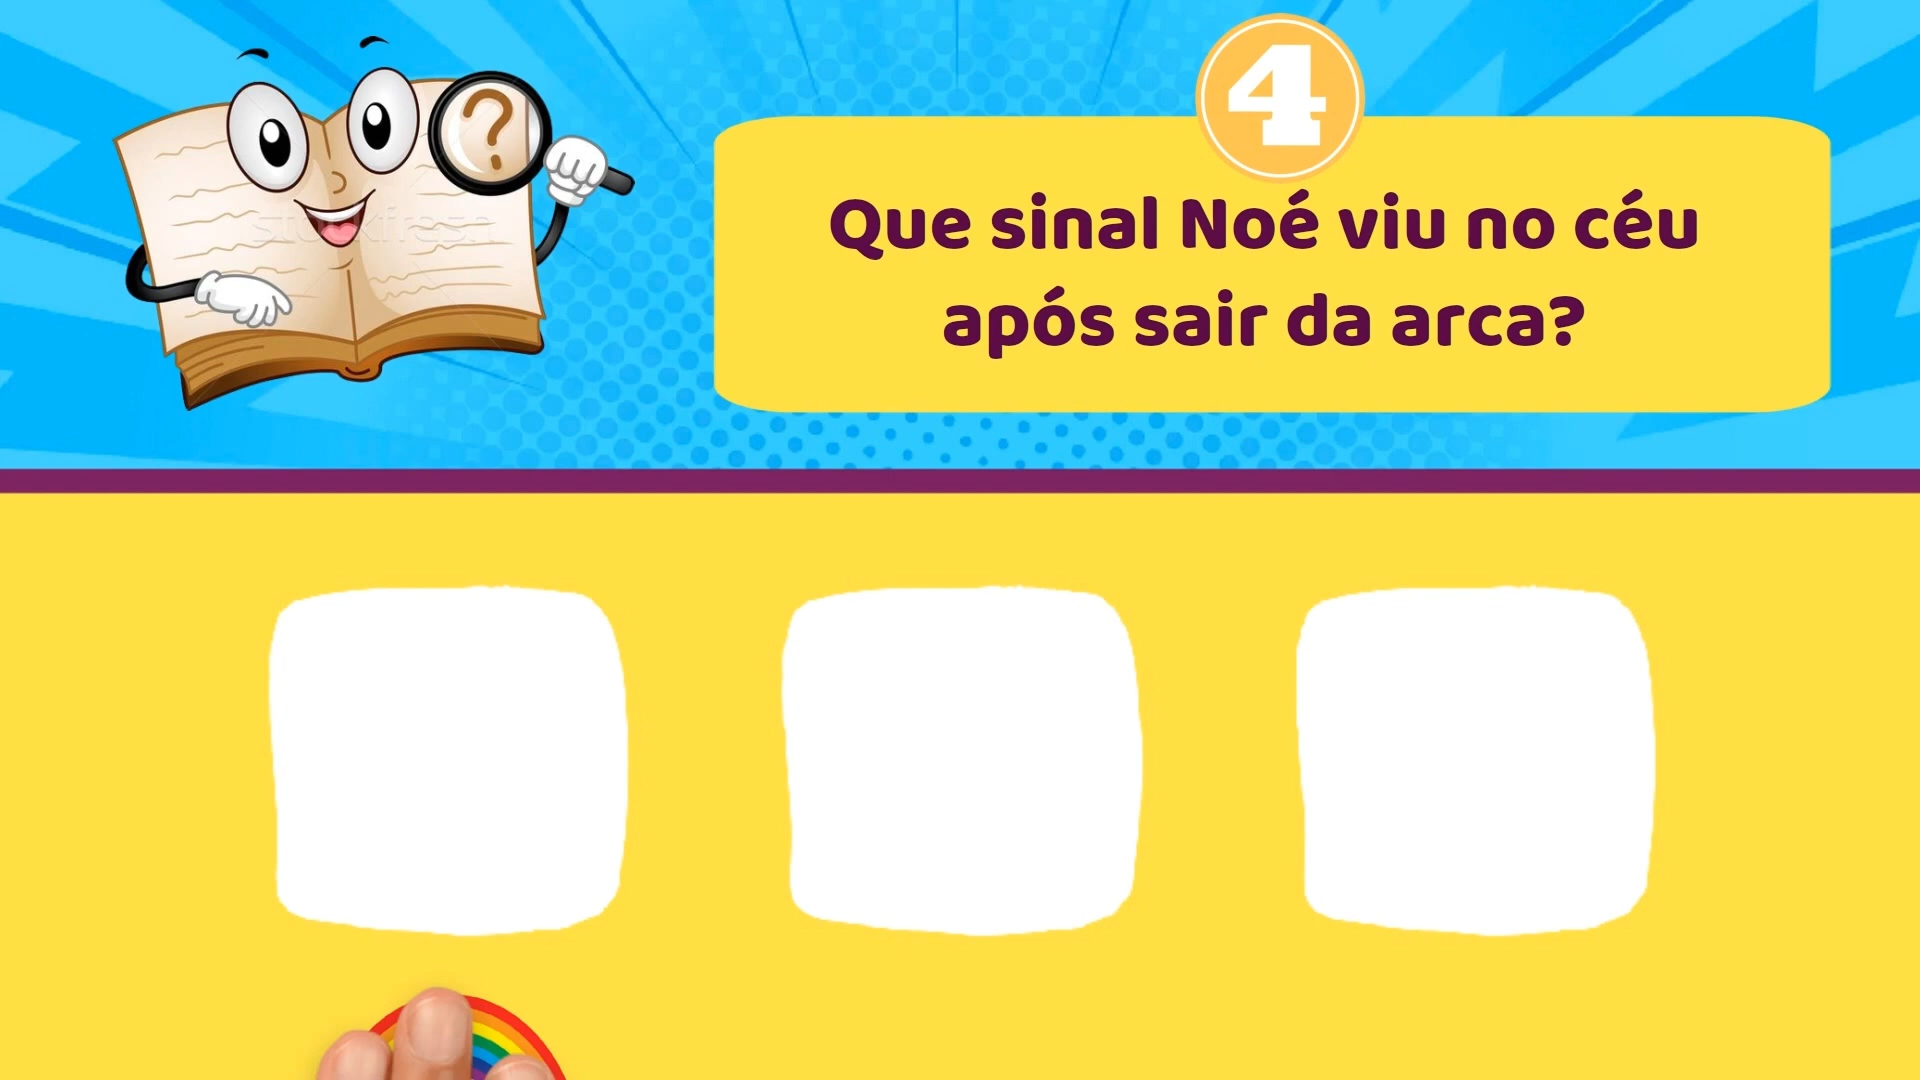 4
Que sinal Noé viu no céu
após sair da arca?
?